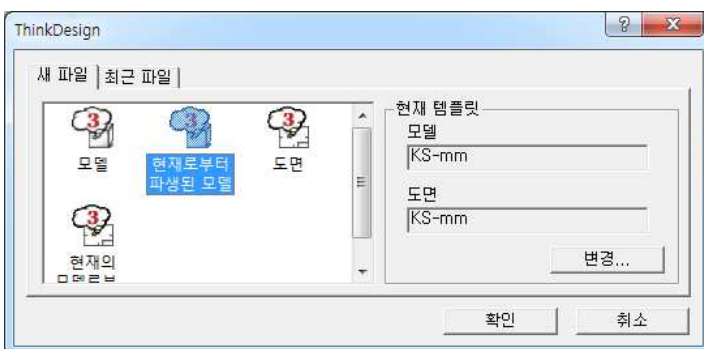 ThinkDesign
새 파일
최근 파일
모델
현재로부터
파생된 모델
도면
현재의
현재 템플릿
모델
KS-mm
도면
KS-mm
변경...
확인
취소